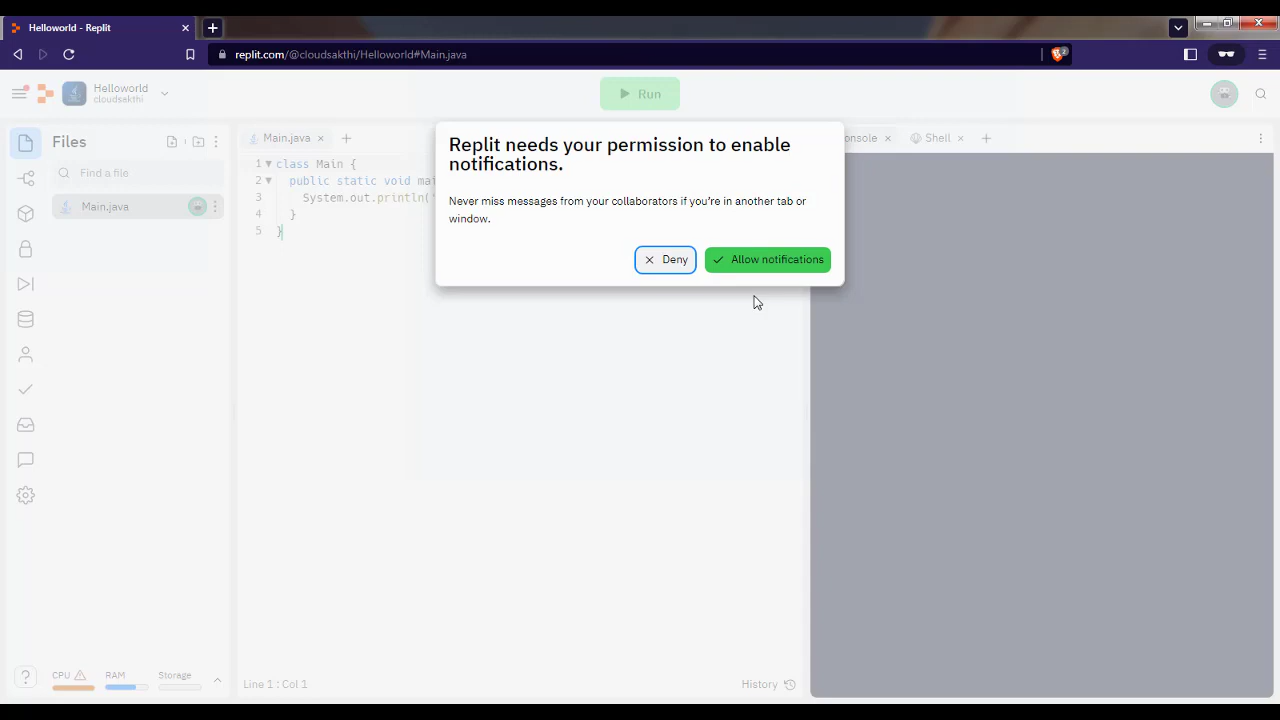 Helloworld - Replit
replit.com/@cloudsakthi/Helloworld#Main.java
2
Helloworld
cloudsakthi
Run
Files
Find a file
Main.java
Main.java
1 class Main {
2 public static void mai
3 System.out.println(
4 }
5 }
Replit needs your permission to enable
notifications.
Never miss messages from your collaborators if you're in another tab or
window.
Deny
Allow notifications
onsole
Shell
CPU
RAM
Storage
Line 1 : Col 1
History